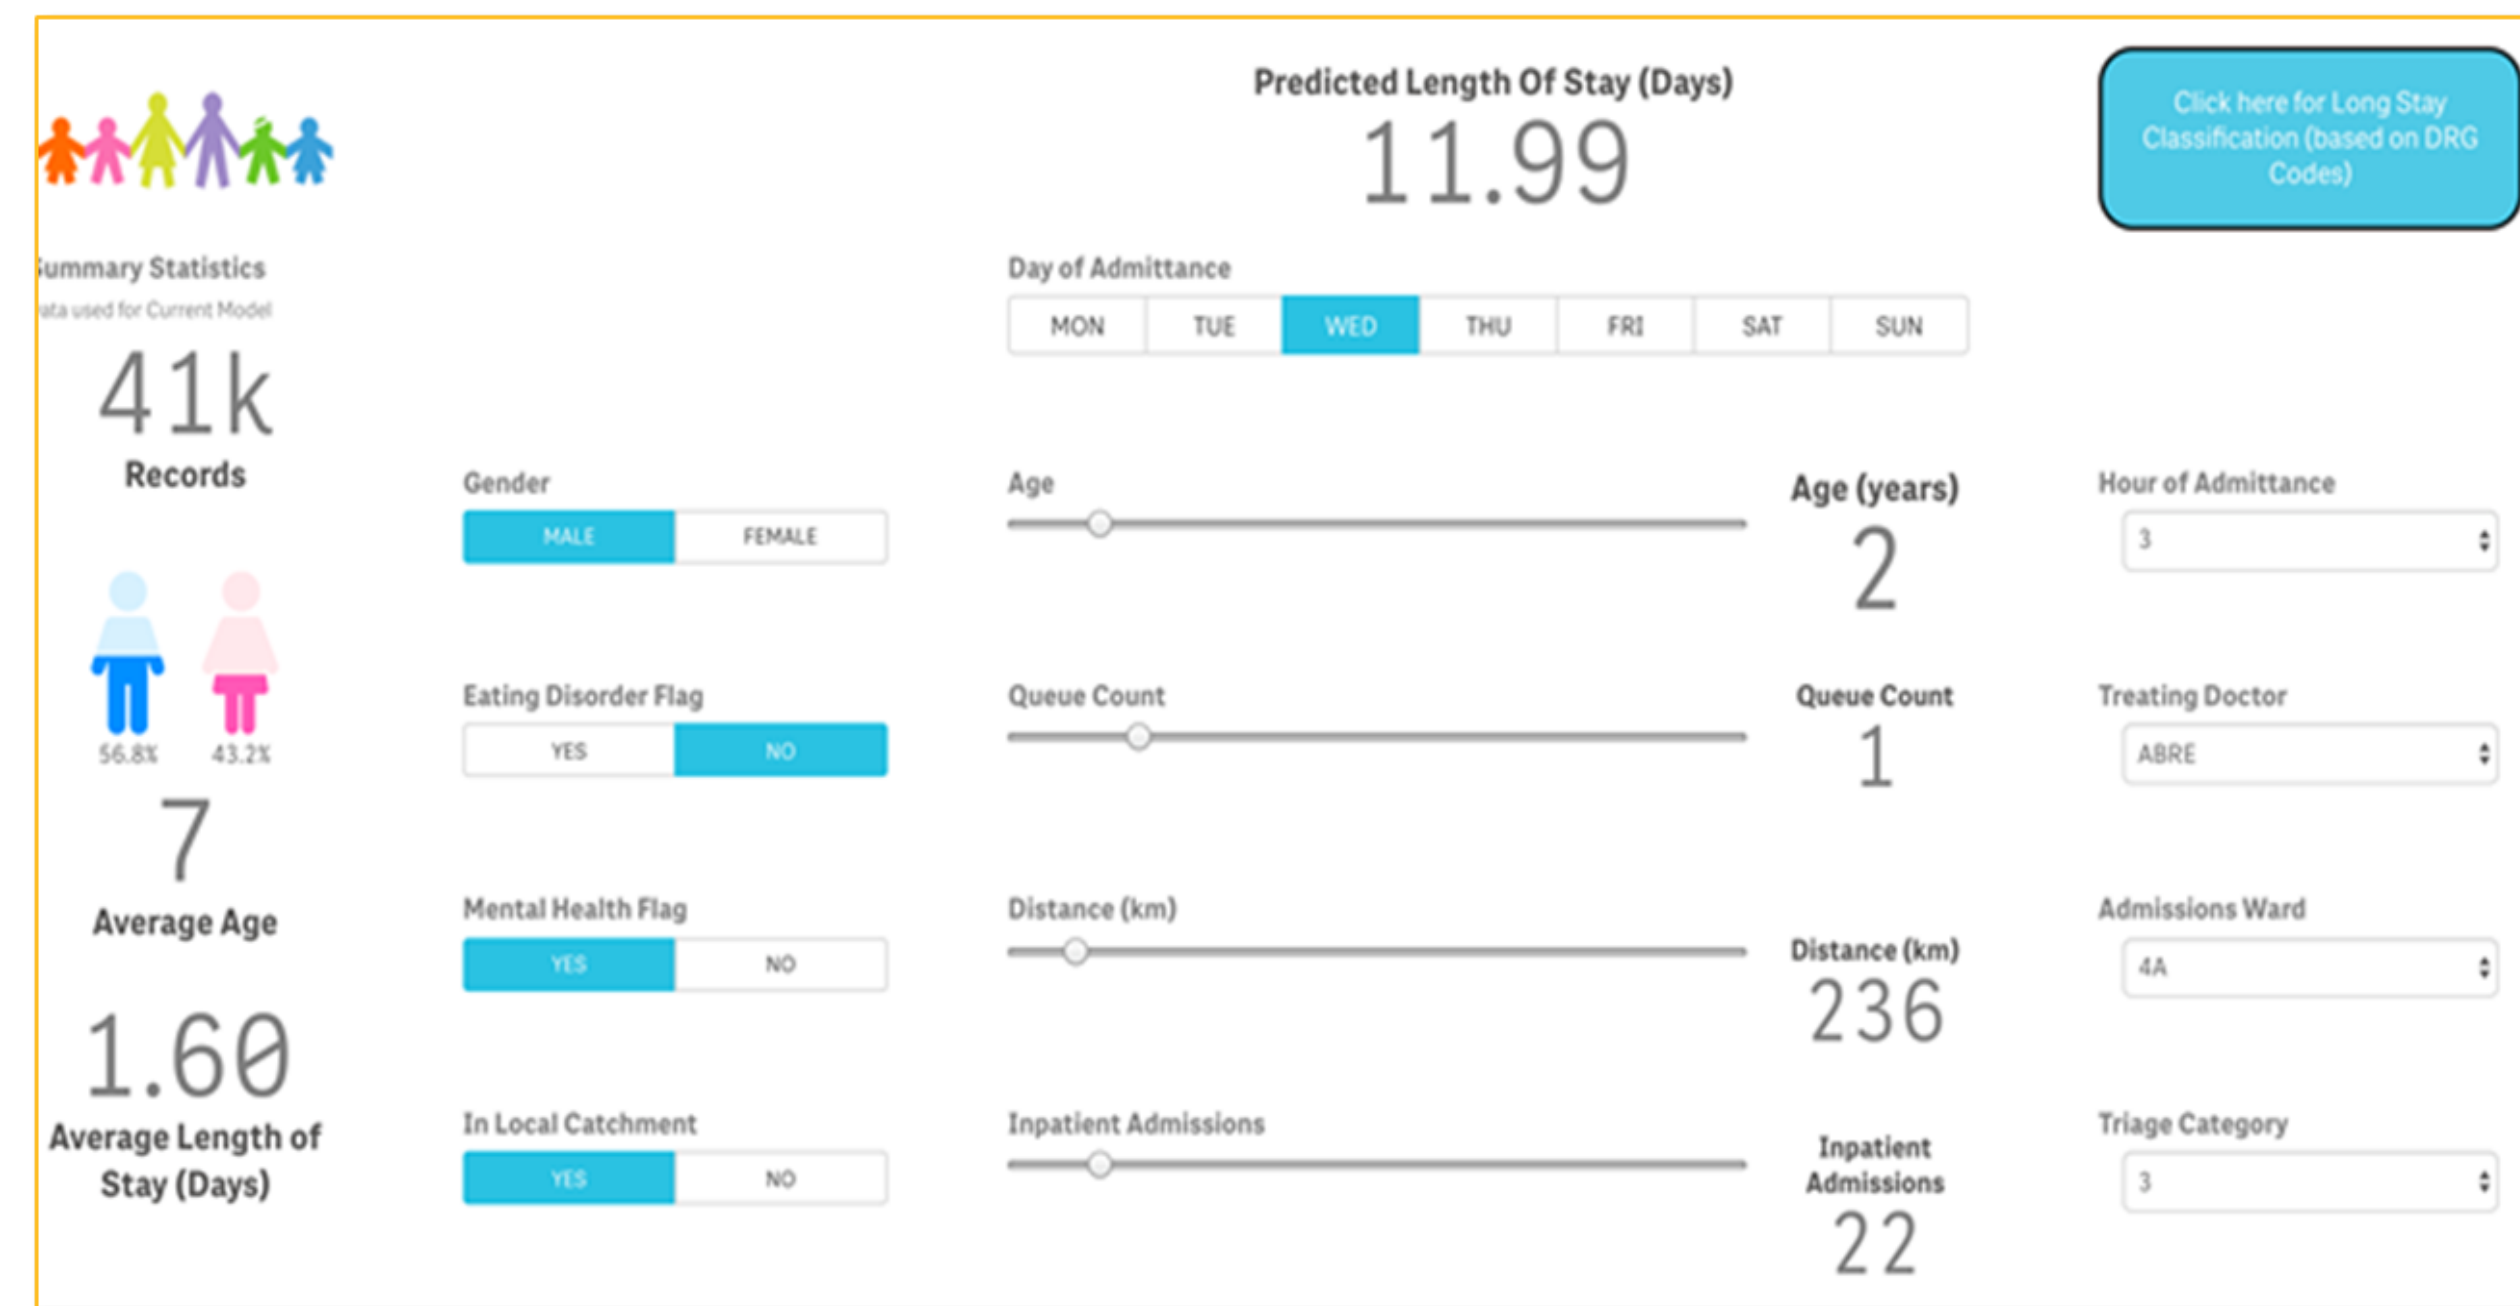 Predicted Length Of Stay (Days)
11.99
Click here for Long Stay
Classification (based on DRG
Codes)
Summary Statistics
data used for Current Model
41k
Records
56.8% 43.2%
7
Average Age
1.60
Average Length of
Stay (Days)
Day of Admittance
MON TUE WED THU FRI SAT SUN
Gender
MALE FEMALE
Eating Disorder Flag
YES NO
Mental Health Flag
YES NO
In Local Catchment
YES NO
Age
Age (years)
2
Queue Count
Queue Count
1
Distance (km)
Distance (km)
236
Inpatient Admissions
Inpatient
Admissions
22
Hour of Admittance
3
Treating Doctor
ABRE
Admissions Ward
4A
Triage Category
3